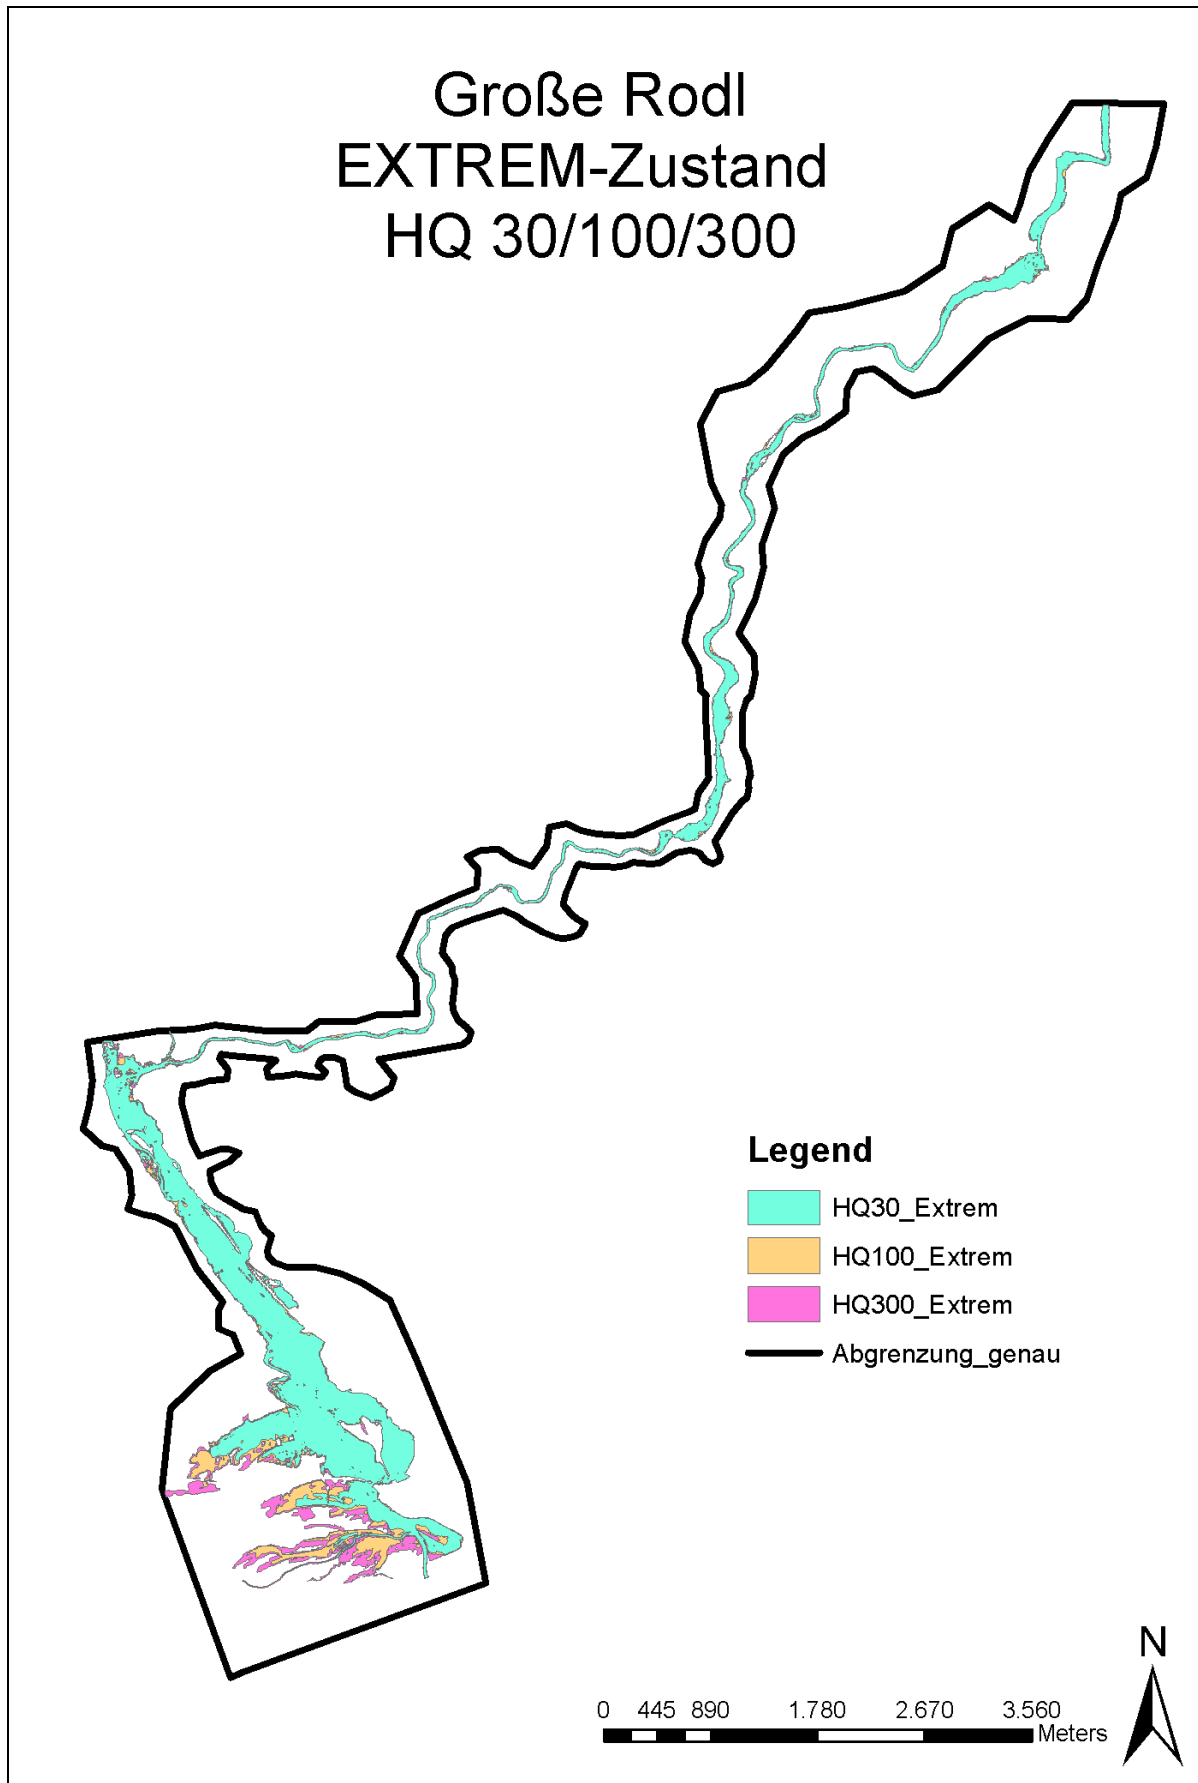 Große Rodl
EXTREM-Zustand
HQ 30/100/300
Legend
HQ30_Extrem
HQ100_Extrem
HQ300_Extrem
Abgrenzung_genau
N
0 445 890 1.780 2.670 3.560
Meters